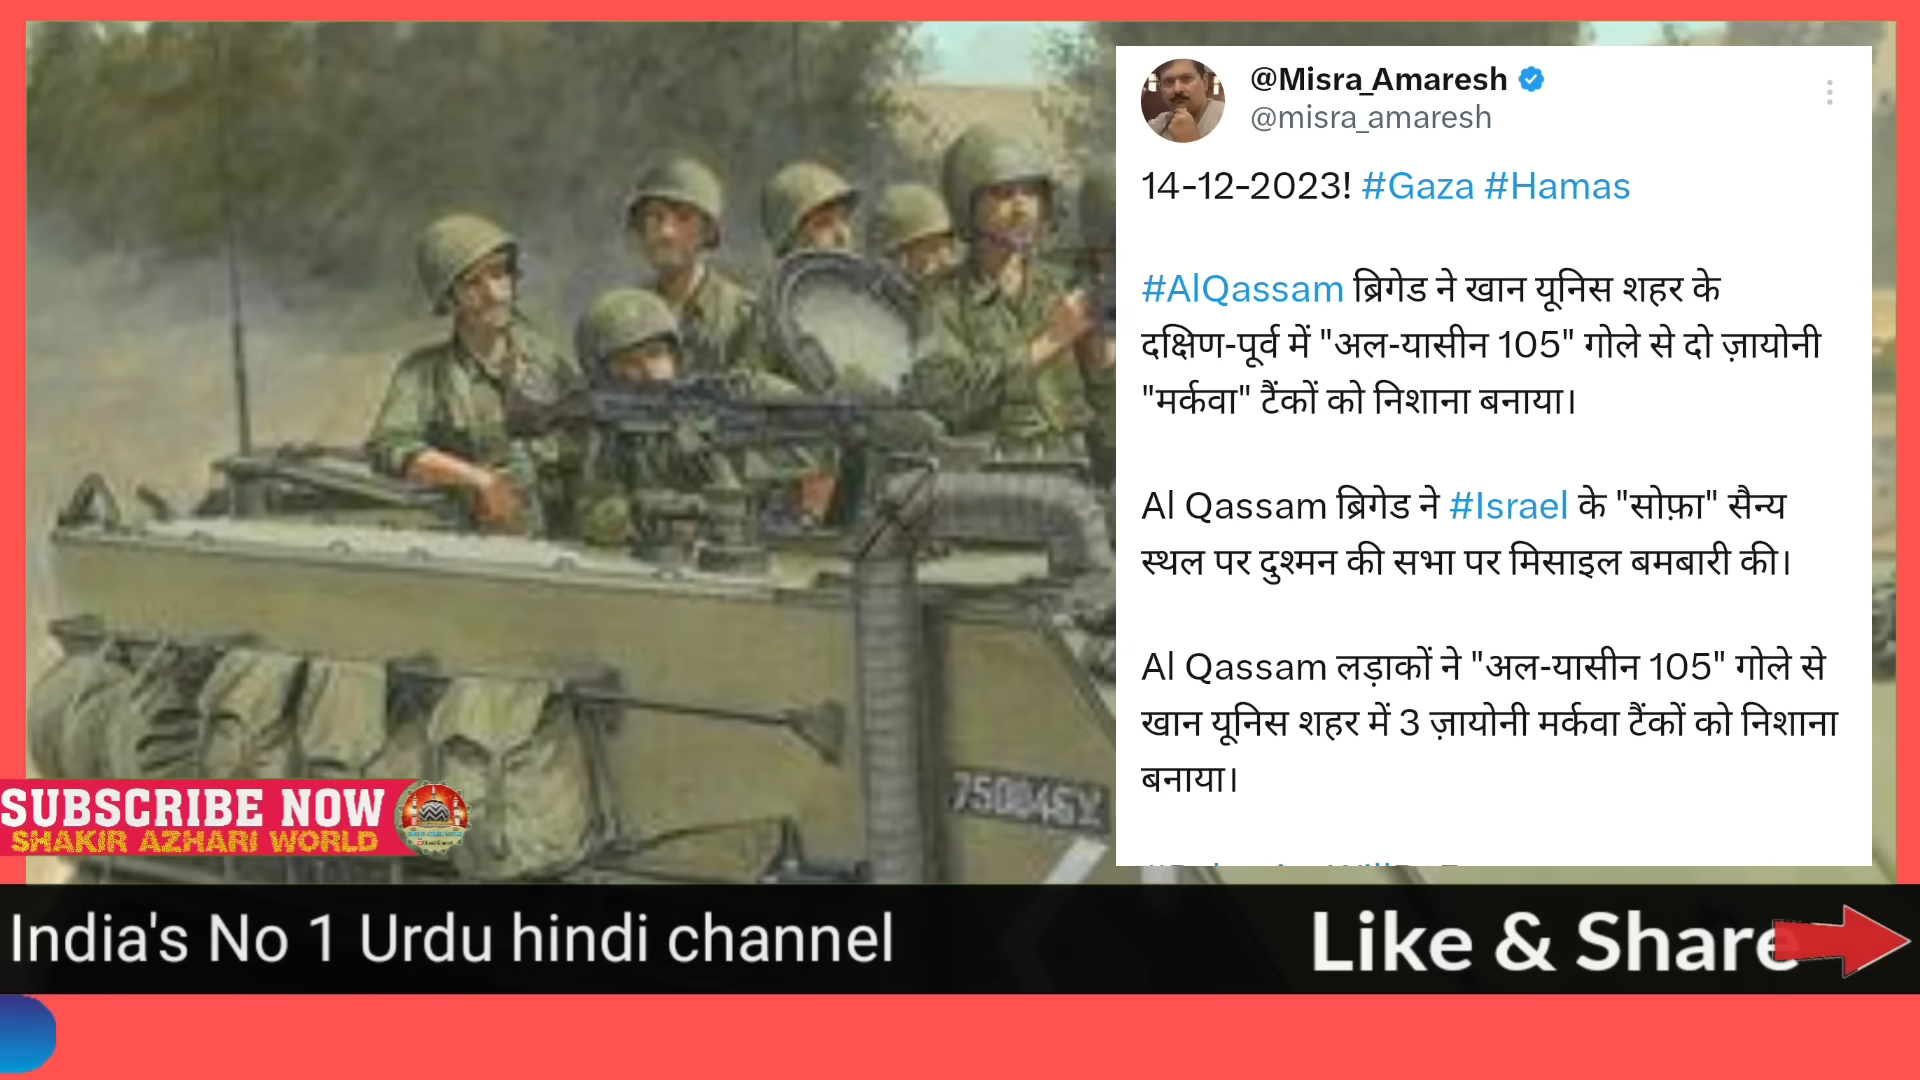 @Misra_Amaresh
@misra_amaresh
14-12-2023! #Gaza #Hamas
#AlQassam ब्रिगेड ने खान यूनिस शहर के
दक्षिण-पूर्व में "अल-यासीन 105" गोले से दो ज़ायोनी
"मर्कवा" टैंकों को निशाना बनाया।
Al Qassam ब्रिगेड ने #Israel के "सोफ़ा" सैन्य
स्थल पर दुश्मन की सभा पर मिसाइल बमबारी की।
Al Qassam लड़ाकों ने "अल-यासीन 105" गोले से
खान यूनिस शहर में 3 ज़ायोनी मर्कवा टैंकों को निशाना
बनाया।
SUBSCRIBE NOW
SHAKIR AZHARI WORLD
India's No 1 Urdu hindi channel
Like & Share